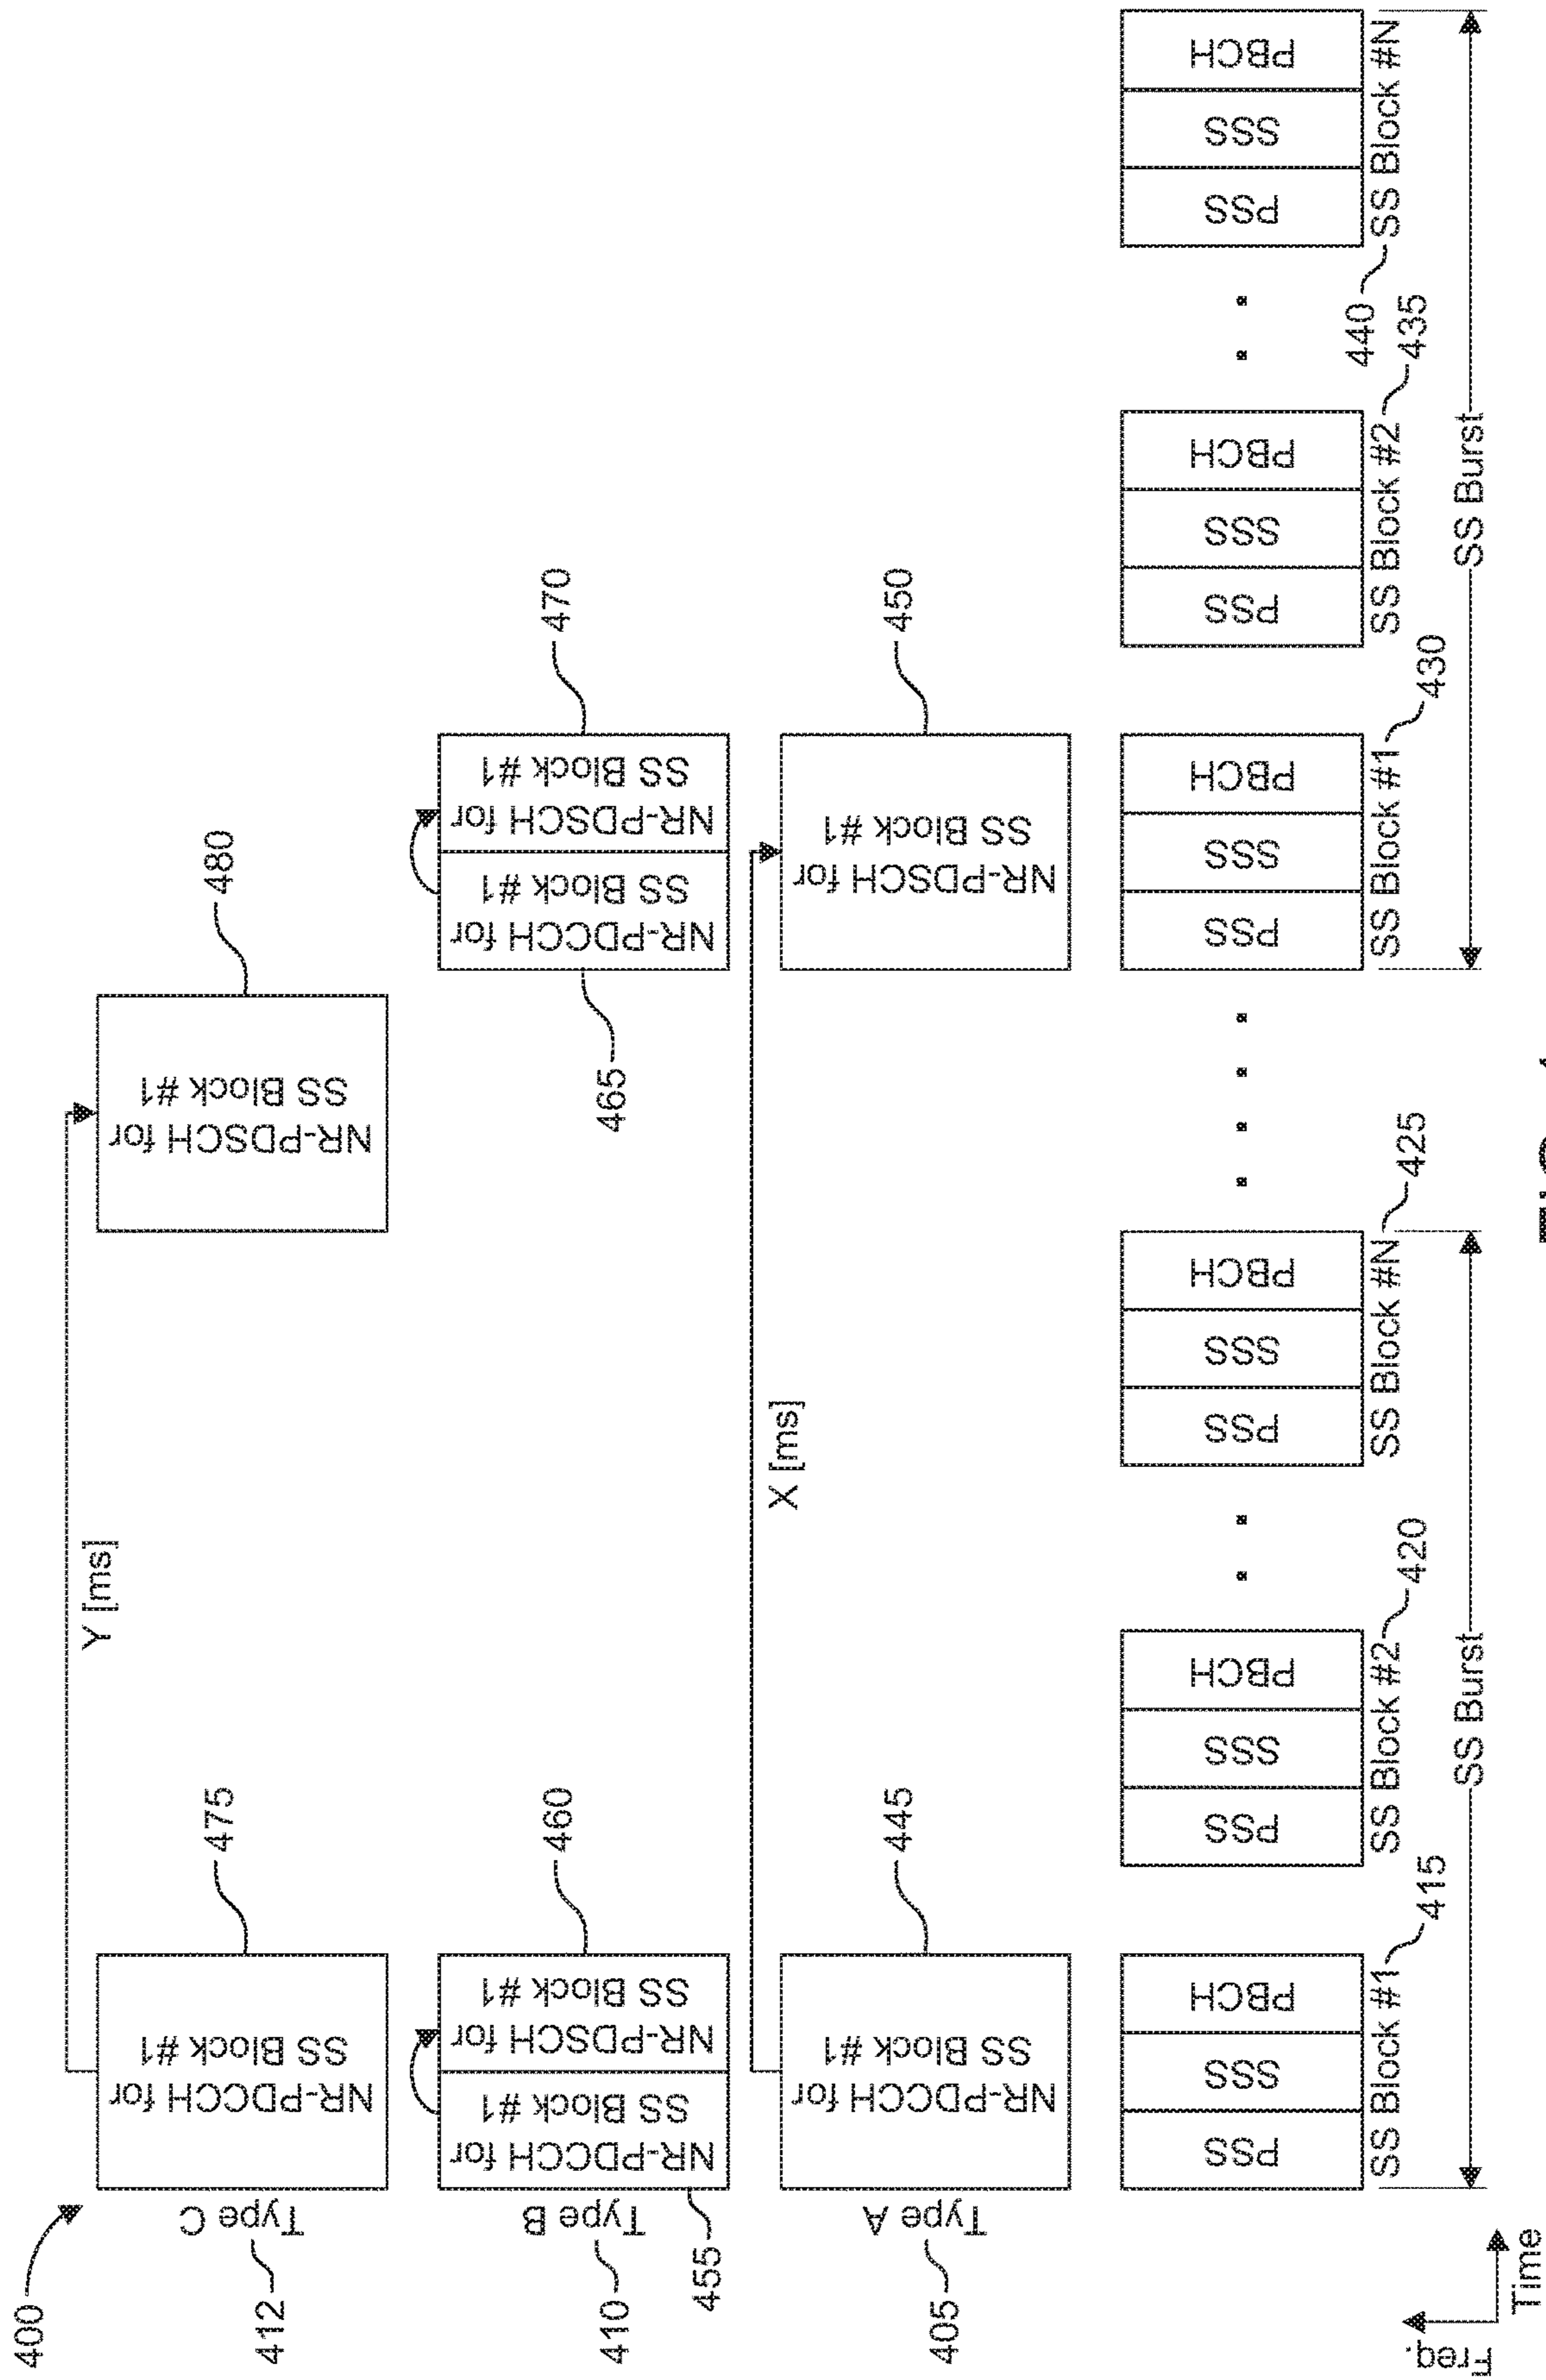 400
Y [ms]
412
Type C
475
NR-PDCCH for
SS Block #1
480
NR-PDSCH for
SS Block #1
410
Type B
455
NR-PDCCH for
SS Block #1
460
NR-PDSCH for
SS Block #1
465
NR-PDCCH for
SS Block #1
470
NR-PDSCH for
SS Block #1
X [ms]
405
Type A
445
NR-PDCCH for
SS Block #1
450
NR-PDSCH for
SS Block #1
PSS
SSS
PBCH
PSS
SSS
PBCH
PSS
SSS
PBCH
PSS
SSS
PBCH
PSS
SSS
PBCH
PSS
SSS
PBCH
SS Block #1
415
SS Block #2
420
SS Block #N
425
SS Block #1
430
SS Block #2
435
440
SS Block #N
SS Burst
SS Burst
Freq.
Time